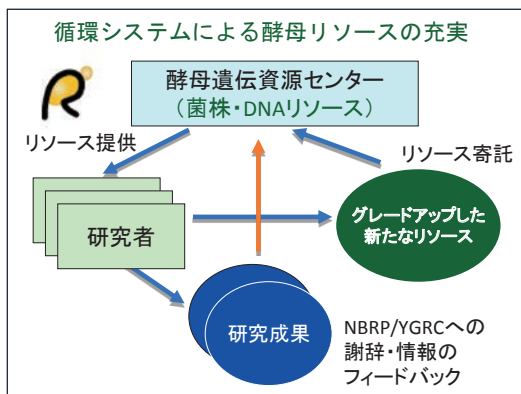 循環システムによる酵母リソースの充実
酵母遺伝資源センター
（菌株・DNAリソース）
リソース提供
リソース寄託
研究者
グレードアップした
新たなリソース
研究成果
NBRP/YGRCへの
謝辞・情報の
フィードバック